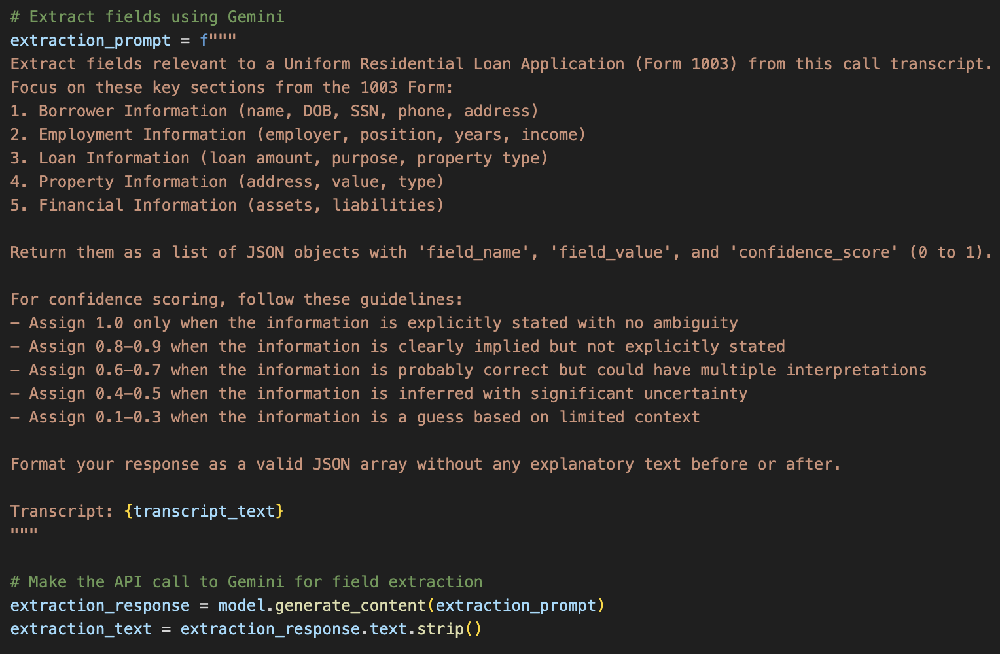 # Extract fields using Gemini
extraction_prompt = f"""
Extract fields relevant to a Uniform Residential Loan Application (Form 1003) from this call transcript.
Focus on these key sections from the 1003 Form:
1. Borrower Information (name, DOB, SSN, phone, address)
2. Employment Information (employer, position, years, income)
3. Loan Information (loan amount, purpose, property type)
4. Property Information (address, value, type)
5. Financial Information (assets, liabilities)

Return them as a list of JSON objects with 'field_name', 'field_value', and 'confidence_score' (0 to 1).

For confidence scoring, follow these guidelines:
- Assign 1.0 only when the information is explicitly stated with no ambiguity
- Assign 0.8-0.9 when the information is clearly implied but not explicitly stated
- Assign 0.6-0.7 when the information is probably correct but could have multiple interpretations
- Assign 0.4-0.5 when the information is inferred with significant uncertainty
- Assign 0.1-0.3 when the information is a guess based on limited context

Format your response as a valid JSON array without any explanatory text before or after.

Transcript: {transcript_text}
"""

# Make the API call to Gemini for field extraction
extraction_response = model.generate_content(extraction_prompt)
extraction_text = extraction_response.text.strip()